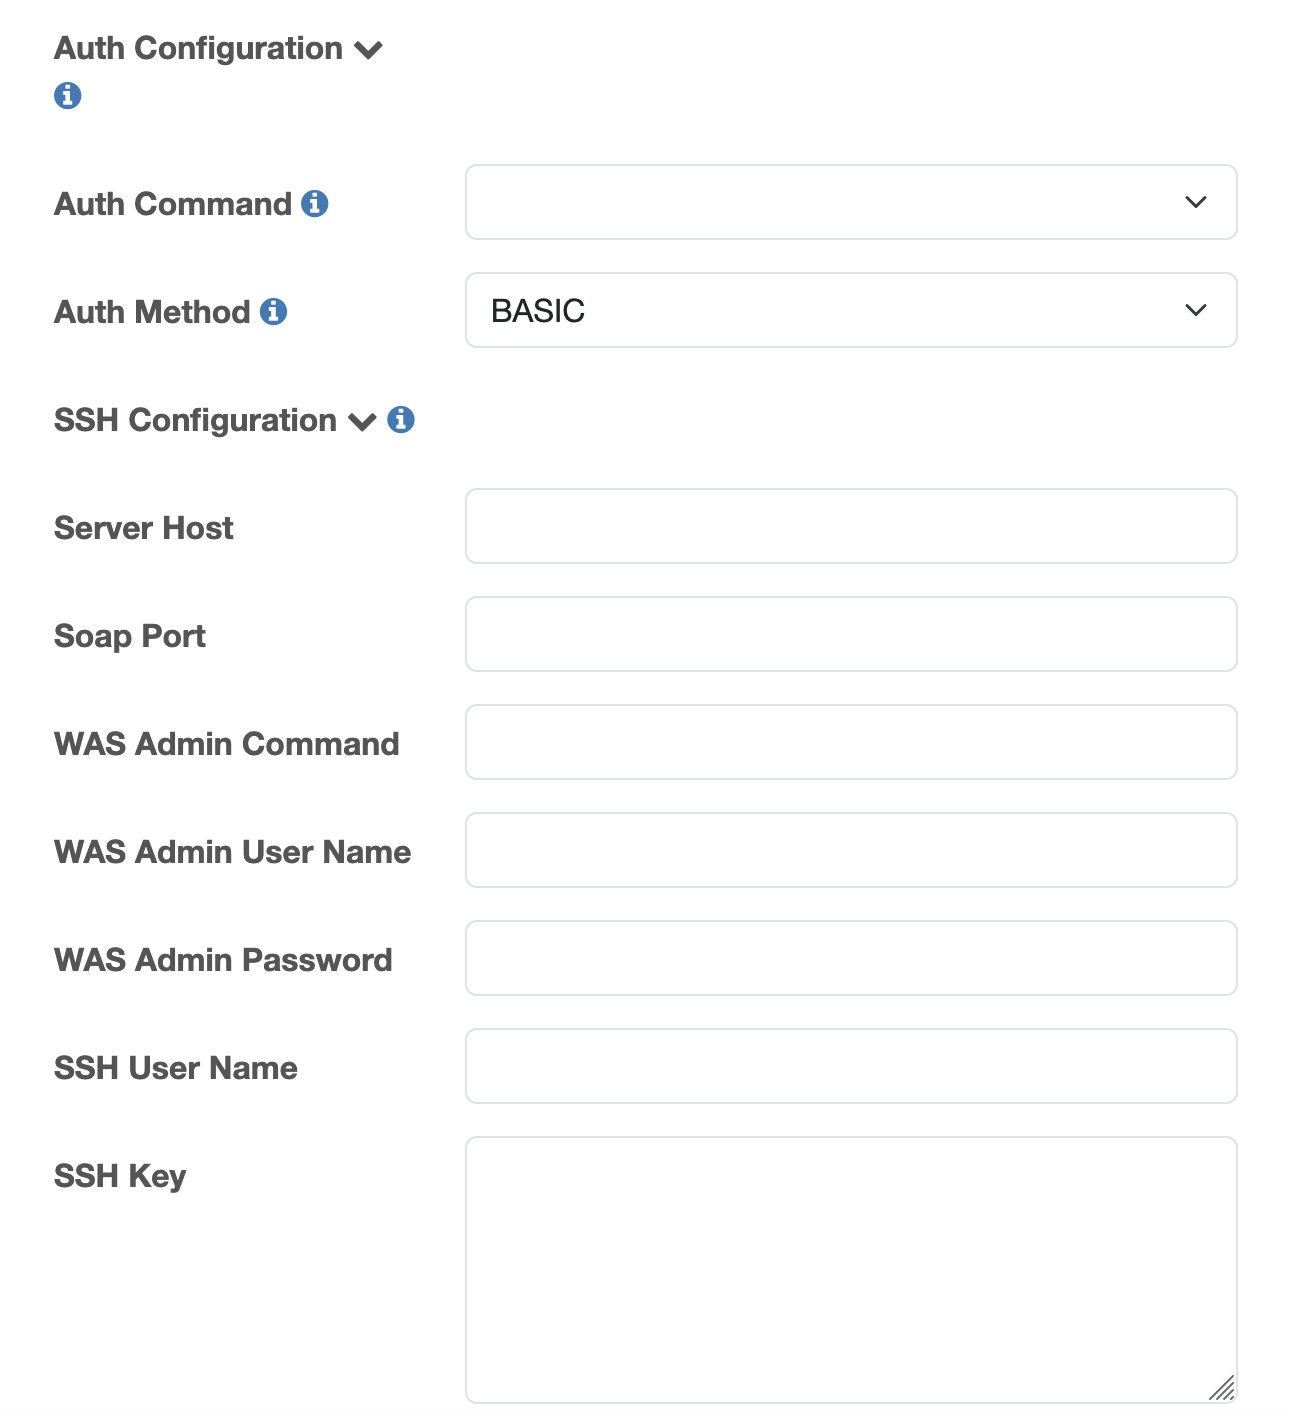 Auth Configuration
Auth Command
Auth Method BASIC
SSH Configuration
Server Host
Soap Port
WAS Admin Command
WAS Admin User Name
WAS Admin Password
SSH User Name
SSH Key